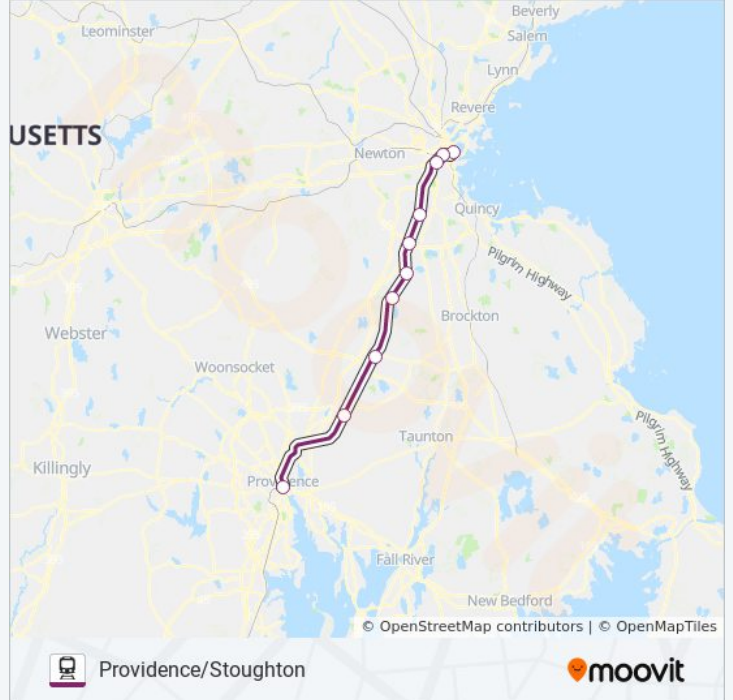 Beverly
Leominster
Salem
Lynn
Revere
USETTS
Newton
Quincy
Pilgrim Highway
Brockton
Webster
Woonsocket
Taunton
Pilgrim Highway
Killingly
Providence
Fall River
New Bedford
© OpenStreetMap contributors | © OpenMapTiles
Providence/Stoughton
moovit